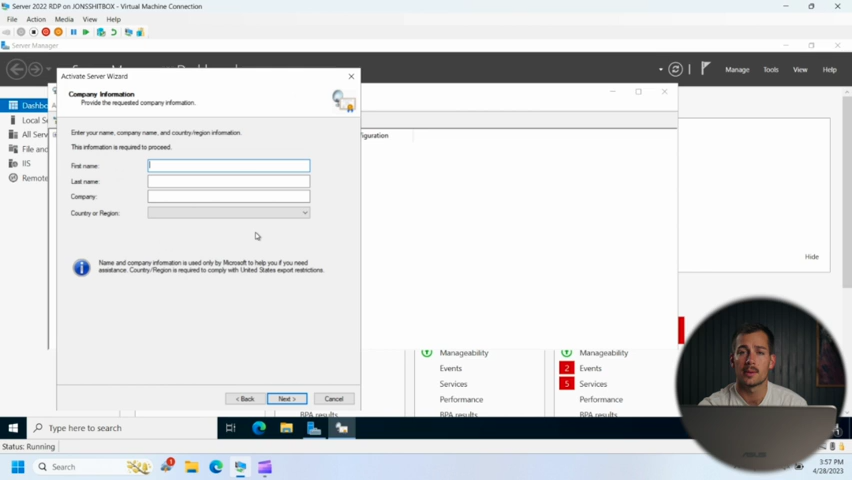 Server 2022 RDP on JONSSHITBOX - Virtual Machine Connection
File Action Media View Help
Server Manager
Manage Tools View Help
Activate Server Wizard
Company Information
Provide the requested company information.
Enter your name, company name, and country/region information.
This information is required to proceed.
First name:
Last name:
Company:
Country or Region:
Name and company information is used only by Microsoft to help you if you need
assistance. Country/Region is required to comply with United States export restrictions.
< Back Next > Cancel
Dashbo
Local Se
All Serv
File and
IIS
Remote
figuration
Hide
Manageability
Events
Services
Performance
BPA results
Manageability
2 Events
5 Services
Performance
BPA results
Type here to search
Status: Running
Search
1
ASUS
3:57 PM
4/28/2023